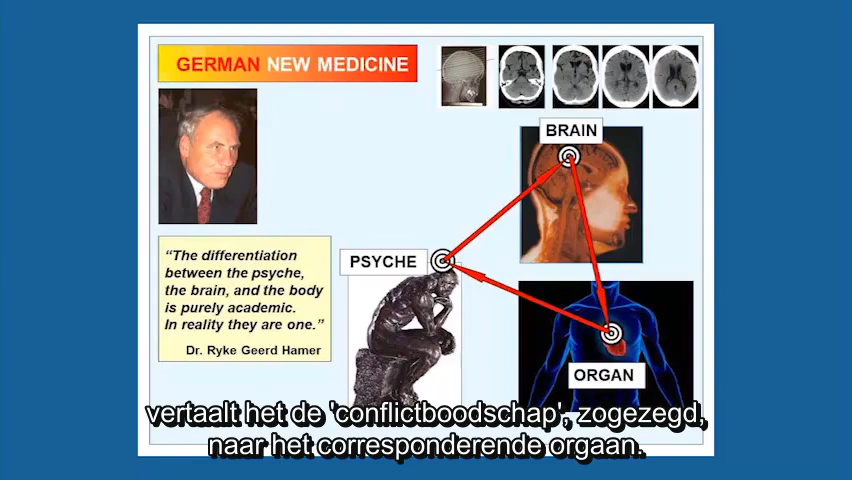 GERMAN NEW MEDICINE
BRAIN
“The differentiation
between the psyche,
the brain, and the body
is purely academic.
In reality they are one.”
Dr. Ryke Geerd Hamer
PSYCHE
ORGAN
vertaalt het de 'conflictboodschap', zogezegd,
naar het corresponderende orgaan.